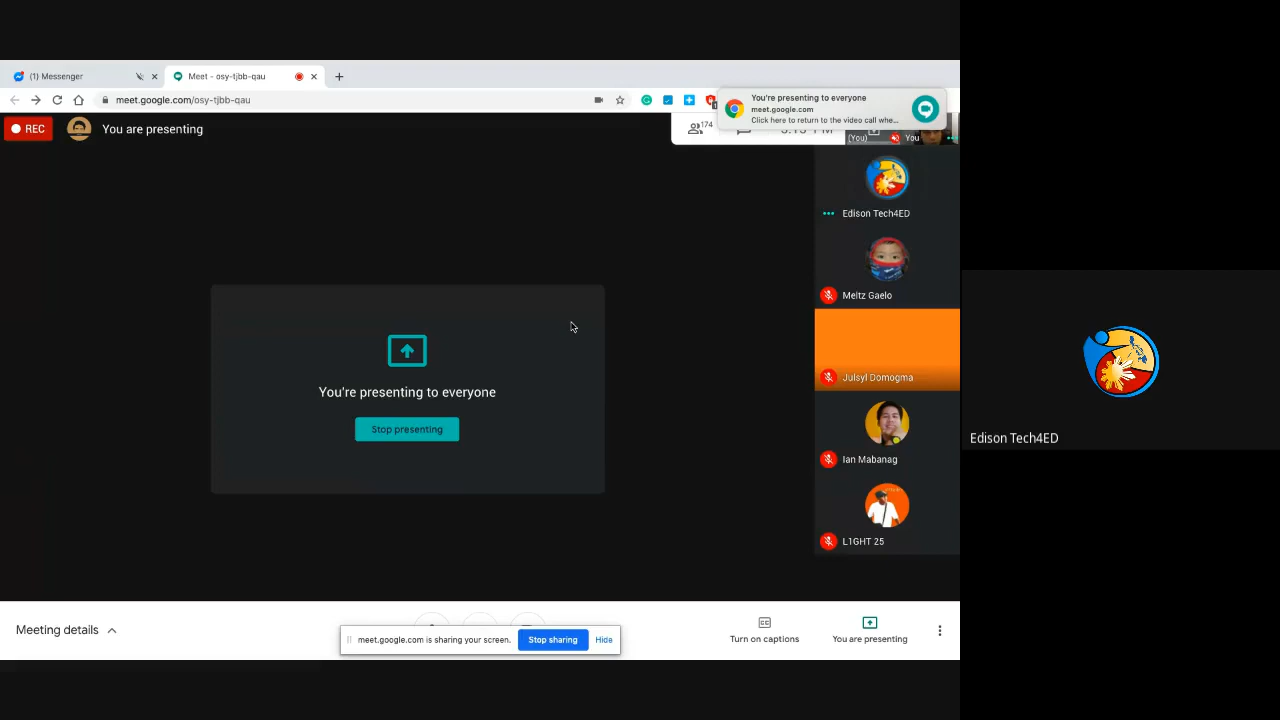 (1) Messenger
Meet - osy-tjbb-qau
meet.google.com/osy-tjbb-qau
You're presenting to everyone
meet.google.com
Click here to return to the video call whe...
REC
You are presenting
174
(You)
You
Edison Tech4ED
Meltz Gaelo
Julsyl Domogma
Ian Mabanag
L1GHT 25
You're presenting to everyone
Stop presenting
Edison Tech4ED
Meeting details
meet.google.com is sharing your screen.
Stop sharing
Hide
Turn on captions
You are presenting